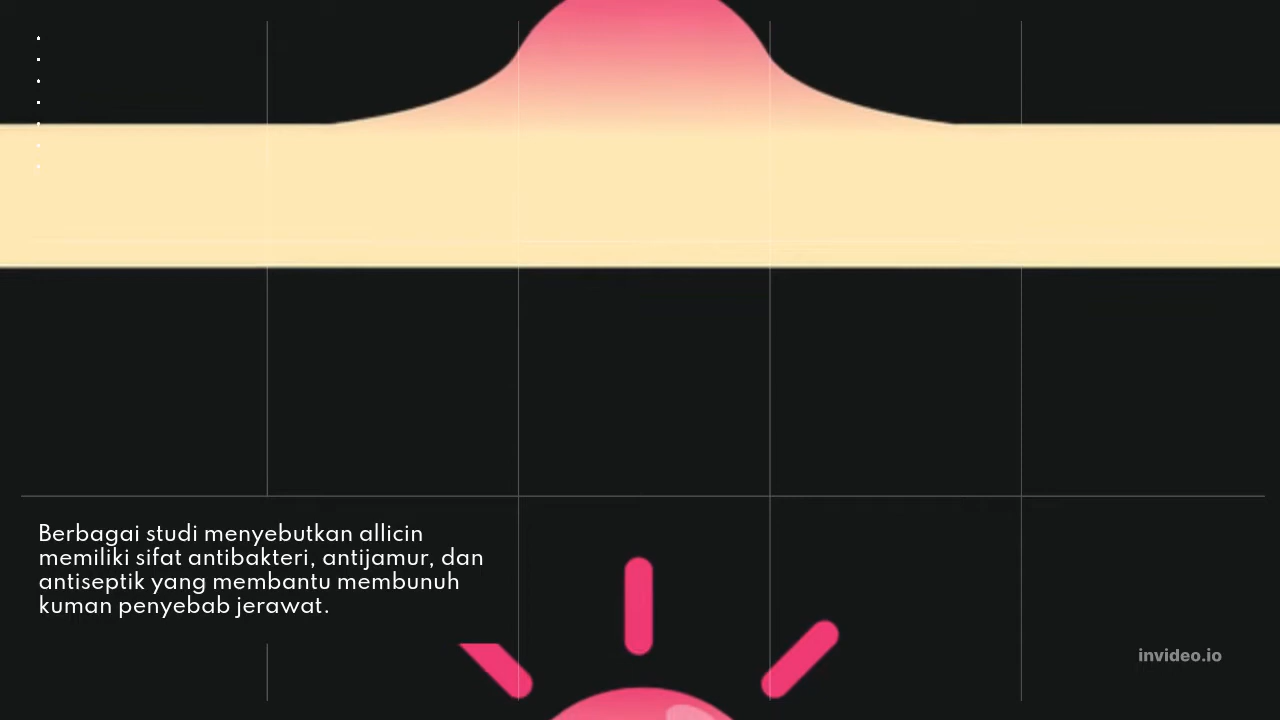 Berbagai studi menyebutkan allicin
memiliki sifat antibakteri, antijamur, dan
antiseptik yang membantu membunuh
kuman penyebab jerawat.
invideo.io